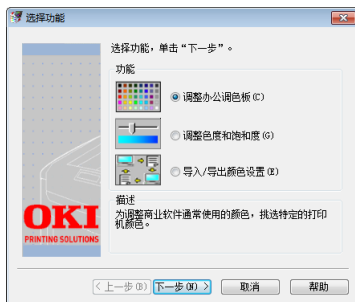 选择功能
选择功能，单击“下一步”。
功能
调整办公调色板(C)
调整色度和饱和度(G)
导入/导出颜色设置(E)
描述
为调整商业软件通常使用的颜色，挑选特定的打印
机颜色。
OKI
PRINTING SOLUTIONS
< 上一步(B) 下一步(N) > 取消 帮助